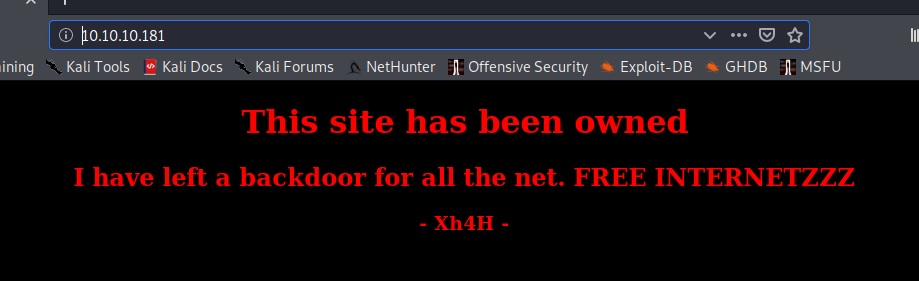 10.10.10.181
ining Kali Tools Kali Docs Kali Forums NetHunter Offensive Security Exploit-DB GHDB MSFU
This site has been owned
I have left a backdoor for all the net. FREE INTERNETZZZ
- Xh4H -